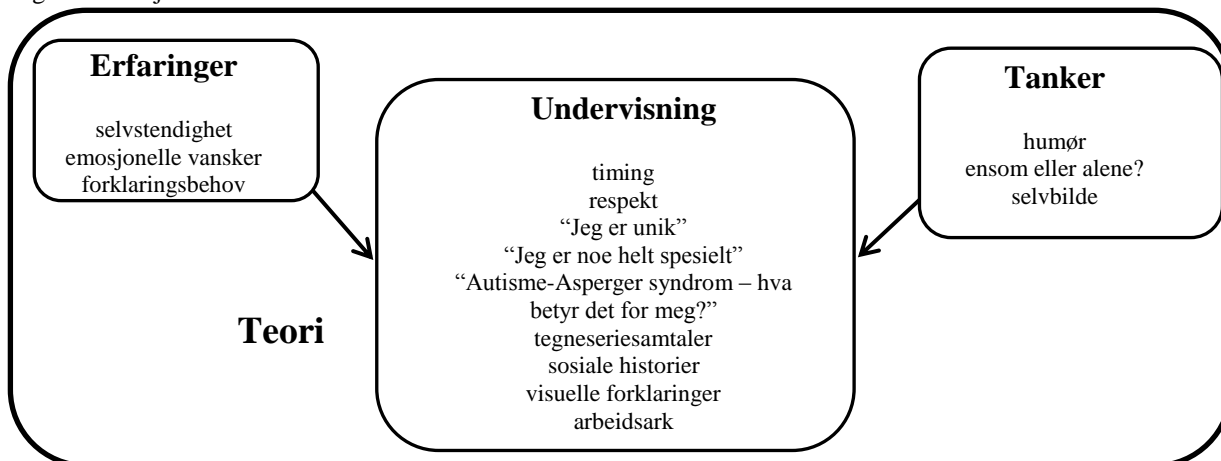 Erfaringer
selvstendighet
emosjonelle vansker
forklaringsbehov
Undervisning
timing
respekt
“Jeg er unik”
“Jeg er noe helt spesielt”
“Autisme-Asperger syndrom – hva
betyr det for meg?”
tegneseriesamtaler
sosiale historier
visuelle forklaringer
arbeidsark
Tanker
humør
ensom eller alene?
selvbilde
Teori